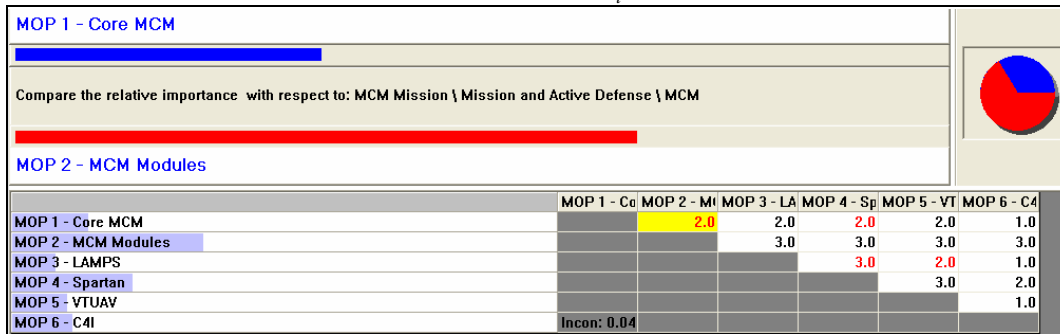 MOP 1 - Core MCM
Compare the relative importance with respect to: MCM Mission \ Mission and Active Defense \ MCM
MOP 2 - MCM Modules
MOP 1 - Co MOP 2 - M( MOP 3 - LA MOP 4 - Sp MOP 5 - VT MOP 6 - C4
MOP 1 - Core MCM 2.0 2.0 2.0 2.0 1.0
MOP 2 - MCM Modules 3.0 3.0 3.0 3.0
MOP 3 - LAMPS 3.0 2.0 1.0
MOP 4 - Spartan 3.0 2.0
MOP 5 - VTUAV 1.0
MOP 6 - C4I Incon: 0.04